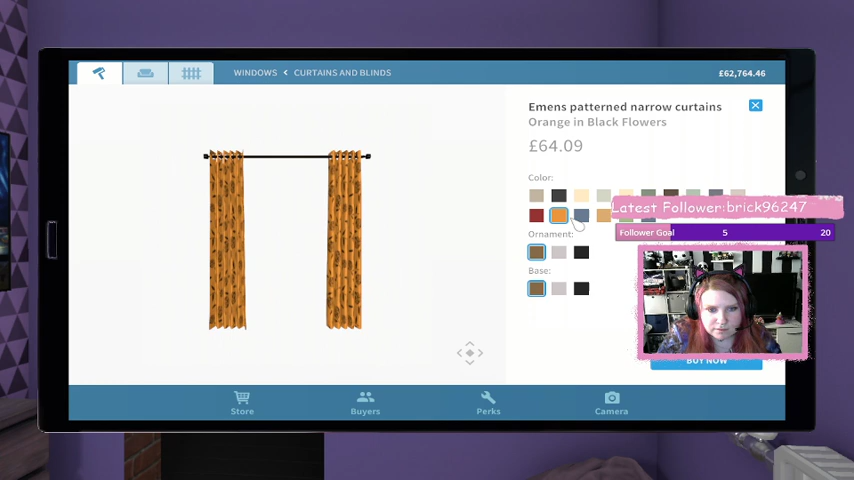 WINDOWS < CURTAINS AND BLINDS
£62,764.46
Emens patterned narrow curtains
Orange in Black Flowers
£64.09
Color:
Latest Follower:brick96247
Follower Goal 5 20
Ornament:
Base:
BUY NOW
Store
Buyers
Perks
Camera